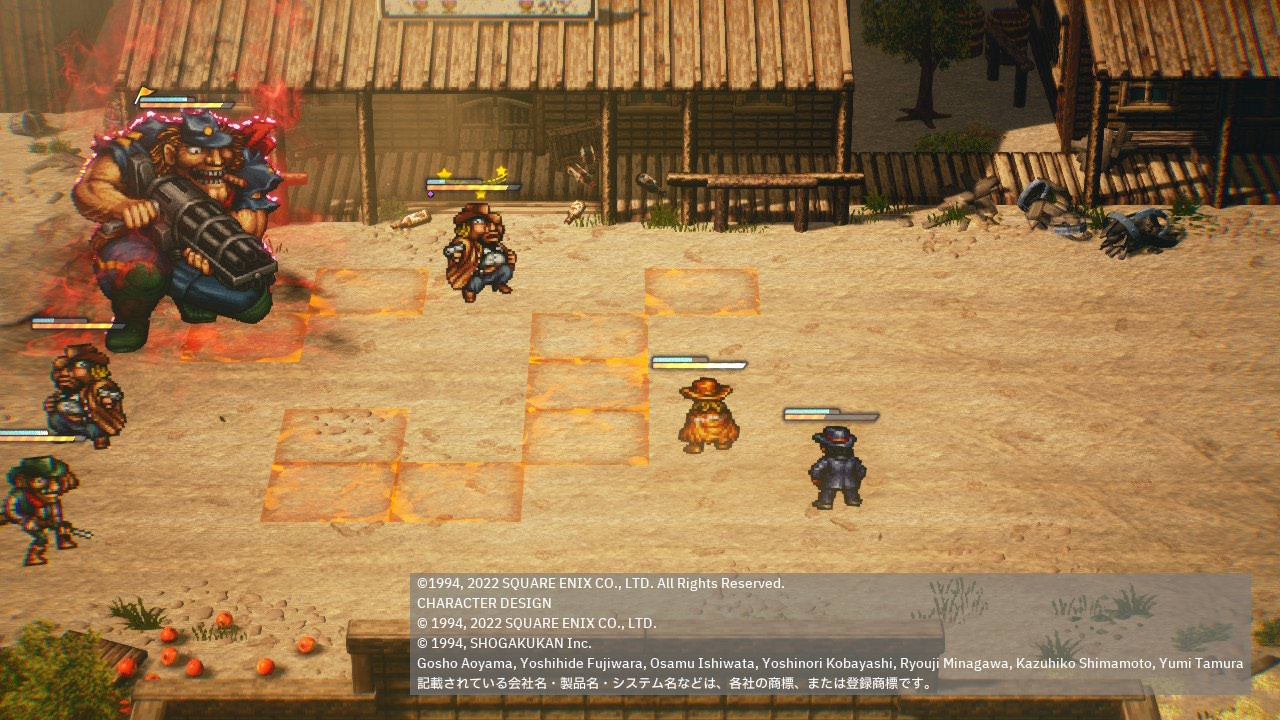 ©1994, 2022 SQUARE ENIX CO., LTD. All Rights Reserved.
CHARACTER DESIGN
© 1994, 2022 SQUARE ENIX CO., LTD.
© 1994, SHOGAKUKAN Inc.
Gosho Aoyama, Yoshihide Fujiwara, Osamu Ishiwata, Yoshinori Kobayashi, Ryouji Minagawa, Kazuhiko Shimamoto, Yumi Tamura
記載されている会社名・製品名・システム名などは、各社の商標、または登録商標です。